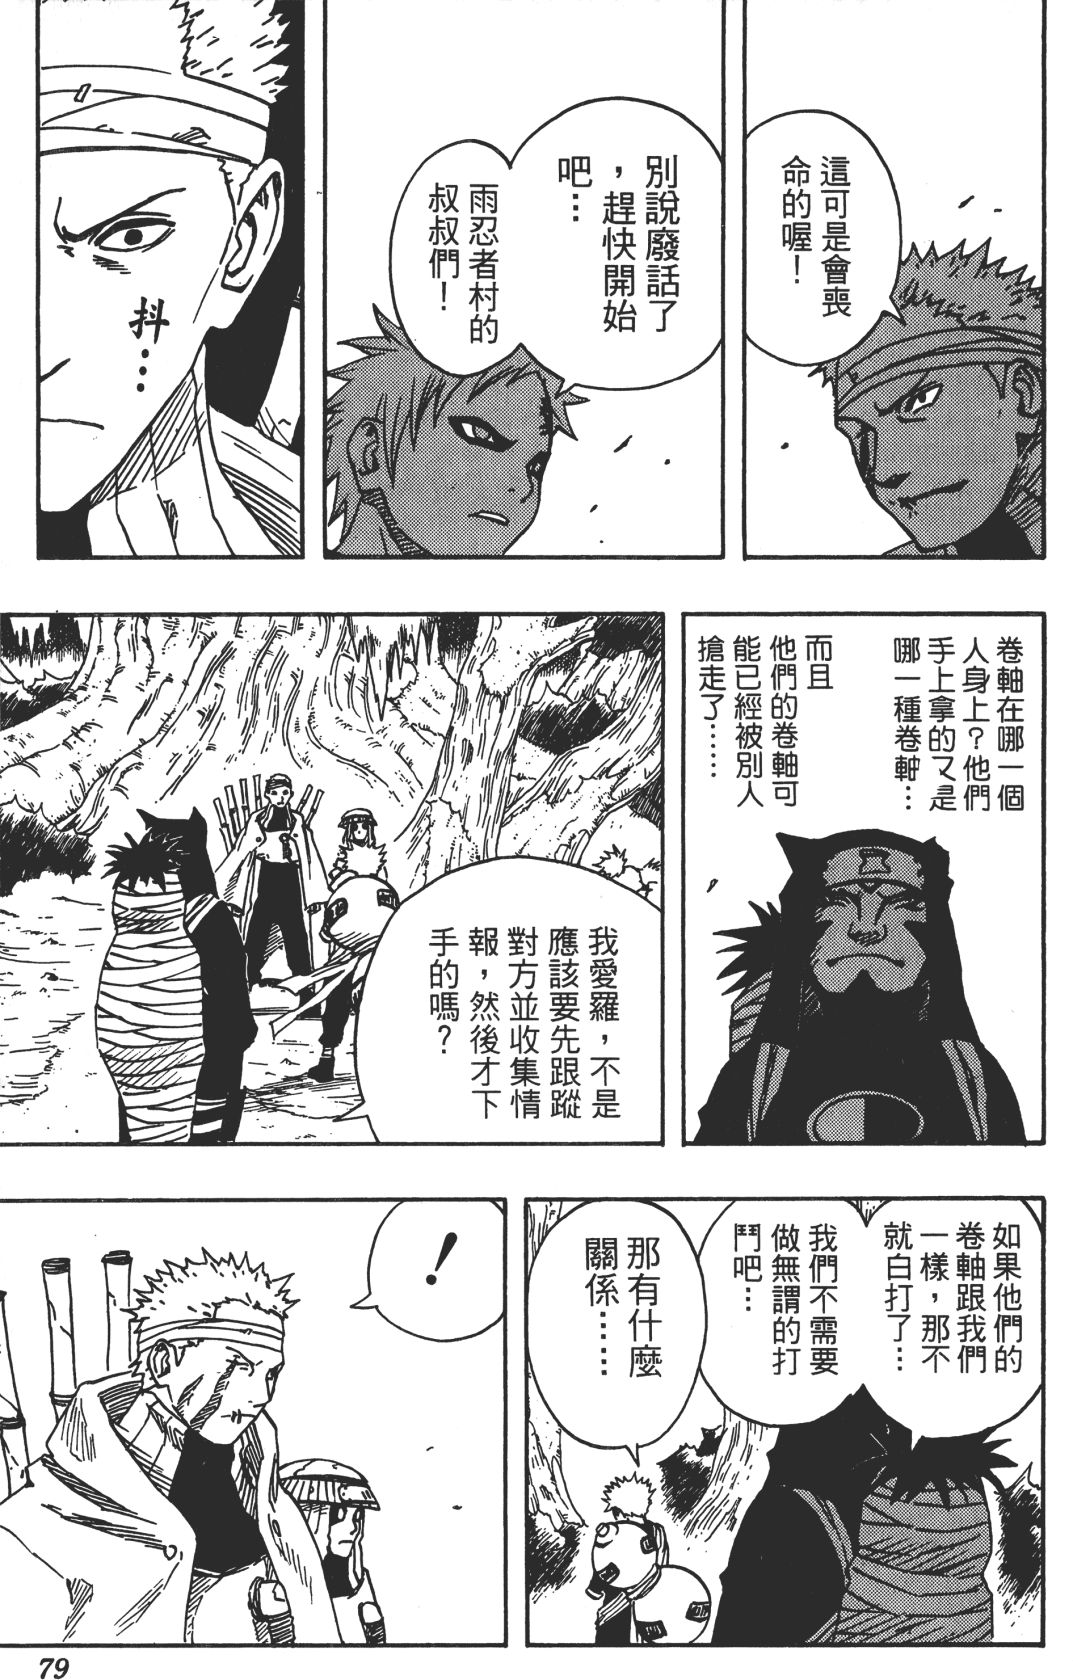 這可是會喪
命的喔！
別說廢話了
，趕快開始
吧…
雨忍者村的
叔叔們！
抖…
卷軸在哪一個
人身上？他們
手上拿的又是
哪一種卷軸…
而且
他們的卷軸可
能已經被別人
搶走了……
我愛羅，不是
應該要先跟蹤
對方並收集情
報，然後才下
手的嗎？
如果他們的
卷軸跟我們
一樣，那不
就白打了…
我們不需要
做無謂的打
鬥吧…
那有什麼
關係……
！
79